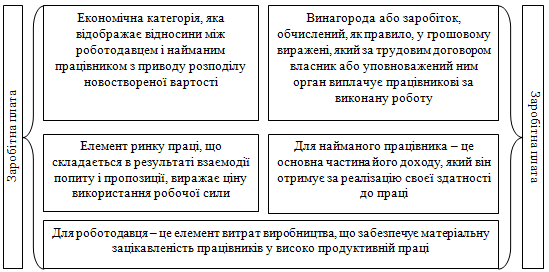 Заробітна плата
Економічна категорія, яка
відображає відносини між
роботодавцем і найманим
працівником з приводу розподілу
новоствореної вартості
Винагорода або заробіток,
обчислений, як правило, у грошовому
виражені, який за трудовим договором
власник або уповноважений ним
орган виплачує працівникові за
виконану роботу
Елемент ринку праці, що
складається в результаті взаємодії
попиту і пропозиції, виражає ціну
використання робочої сили
Для найманого працівника – це
основна частина його доходу, який він
отримує за реалізацію своєї здатності
до праці
Для роботодавця – це елемент витрат виробництва, що забезпечує матеріальну
зацікавленість працівників у високо продуктивній праці
Заробітна плата